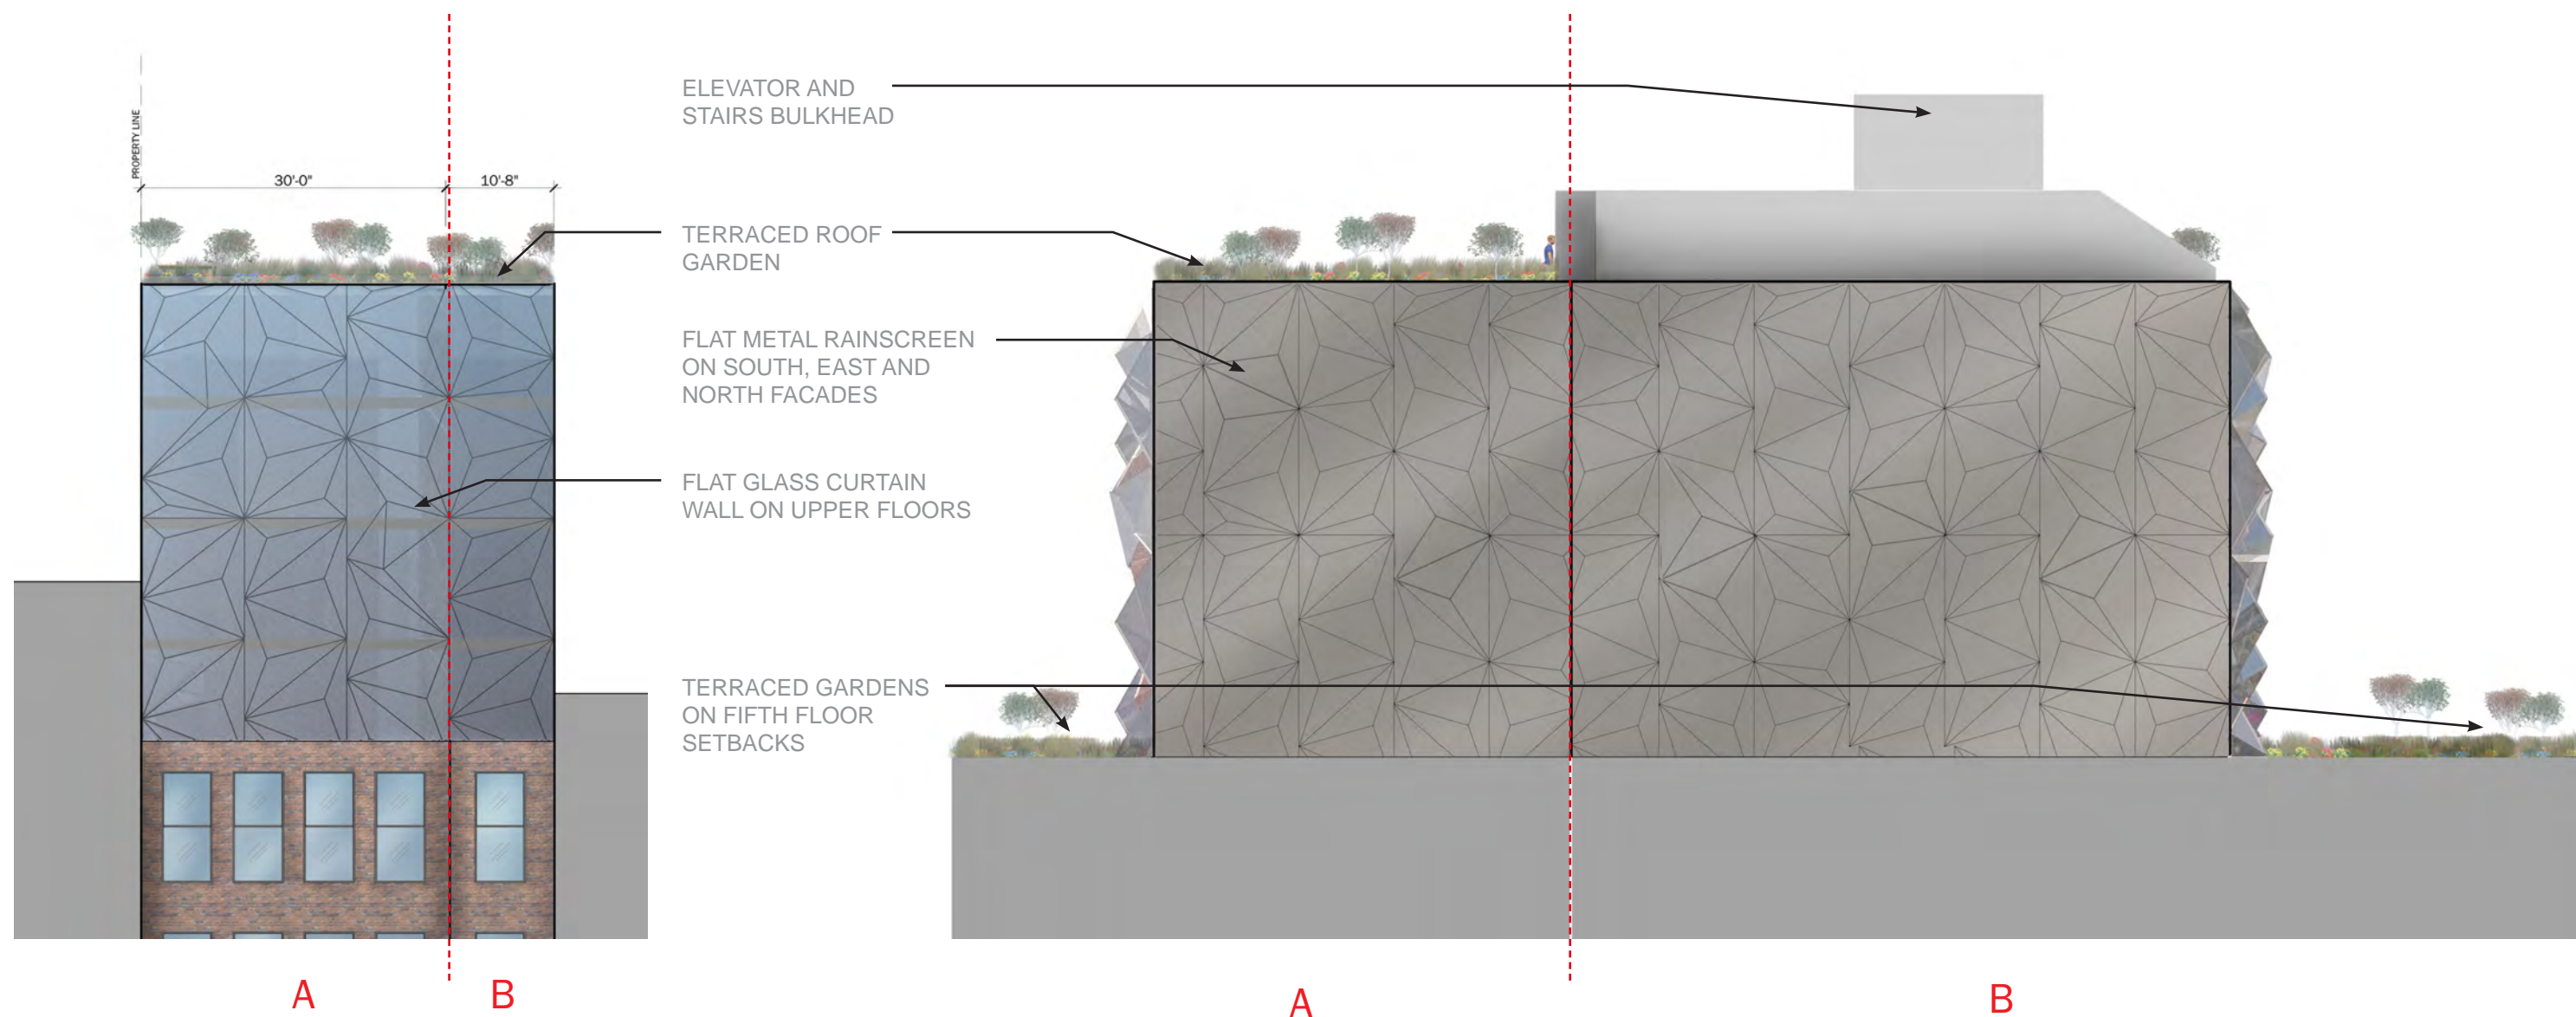 PROPERTY LINE
30'-0"
10'-8"
ELEVATOR AND
STAIRS BULKHEAD
TERRACED ROOF
GARDEN
FLAT METAL RAINSCREEN
ON SOUTH, EAST AND
NORTH FACADES
FLAT GLASS CURTAIN
WALL ON UPPER FLOORS
TERRACED GARDENS
ON FIFTH FLOOR
SETBACKS
A
B
A
B